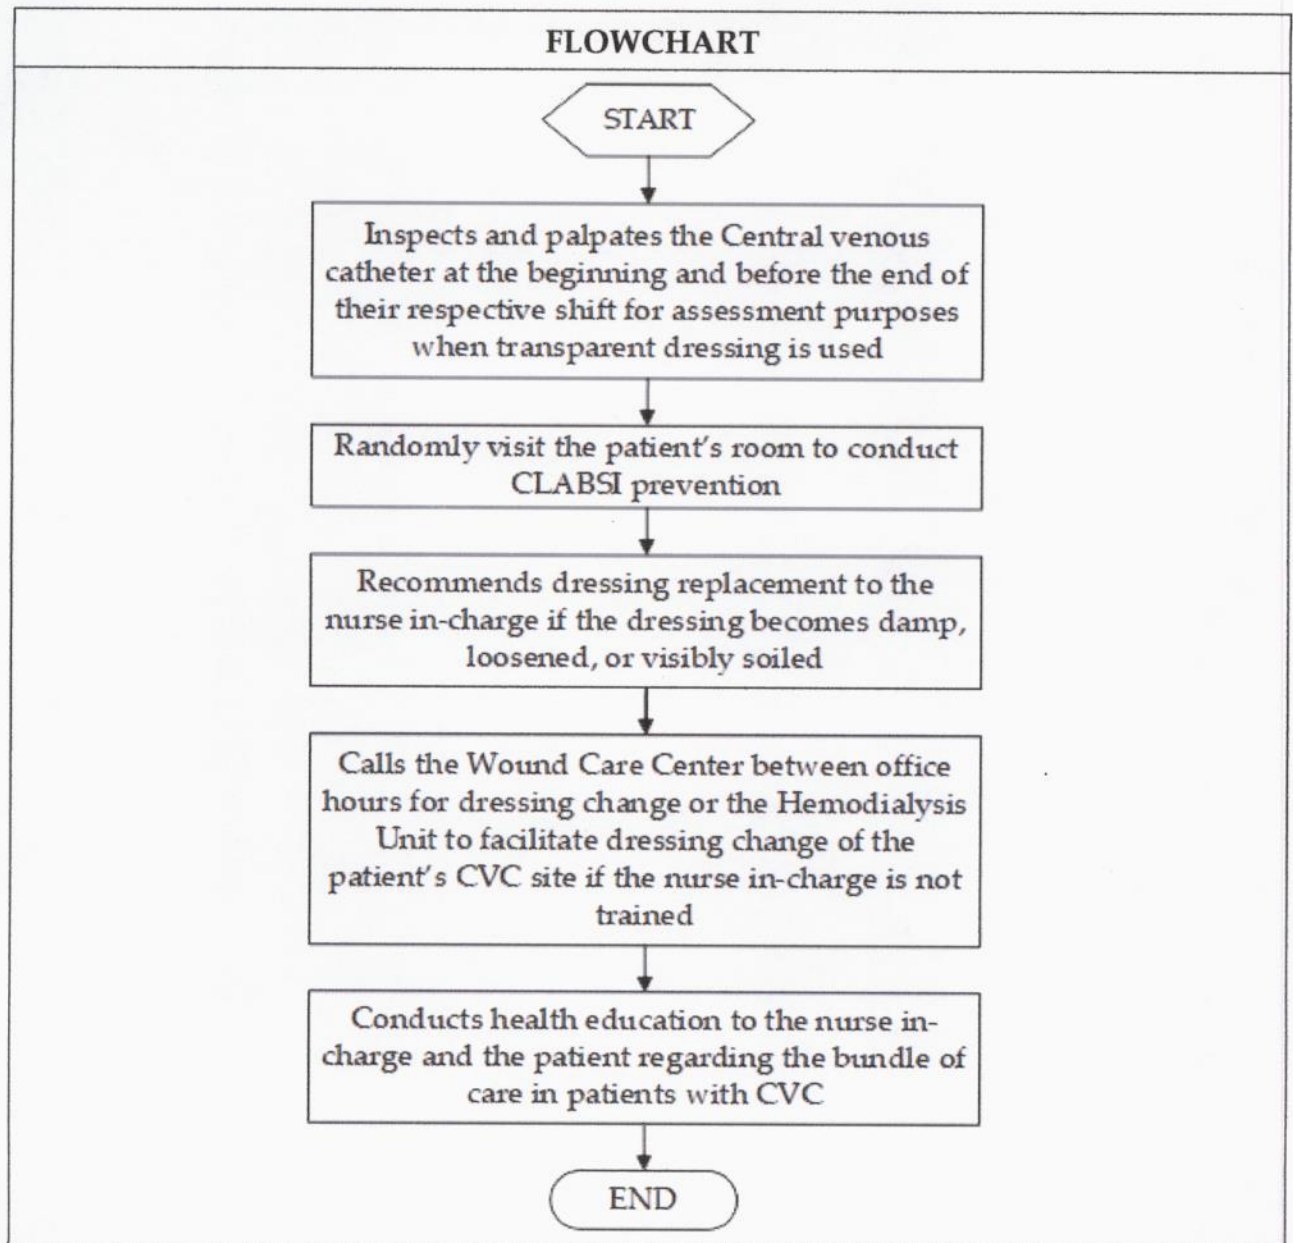 FLOWCHART
START
Inspects and palpates the Central venous
catheter at the beginning and before the end of
their respective shift for assessment purposes
when transparent dressing is used
Randomly visit the patient's room to conduct
CLABSI prevention
Recommends dressing replacement to the
nurse in-charge if the dressing becomes damp,
loosened, or visibly soiled
Calls the Wound Care Center between office
hours for dressing change or the Hemodialysis
Unit to facilitate dressing change of the
patient's CVC site if the nurse in-charge is not
trained
Conducts health education to the nurse in-
charge and the patient regarding the bundle of
care in patients with CVC
END